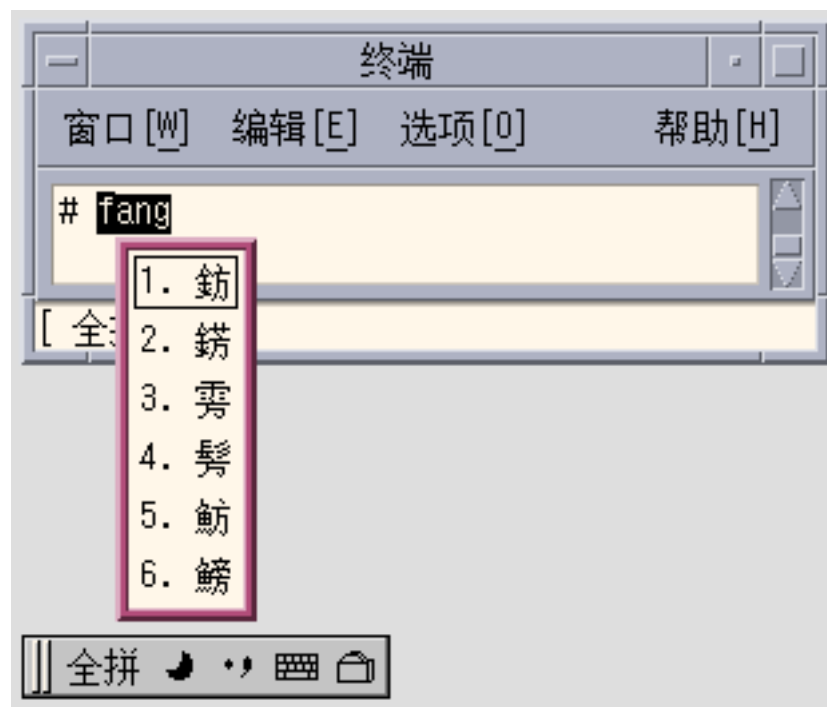 终端
窗口[W] 编辑[E] 选项[O] 帮助[H]
# fang
1. 鈁
2. 鎊
3. 雱
4. 髣
5. 魴
6. 鰟
[ 全
全拼